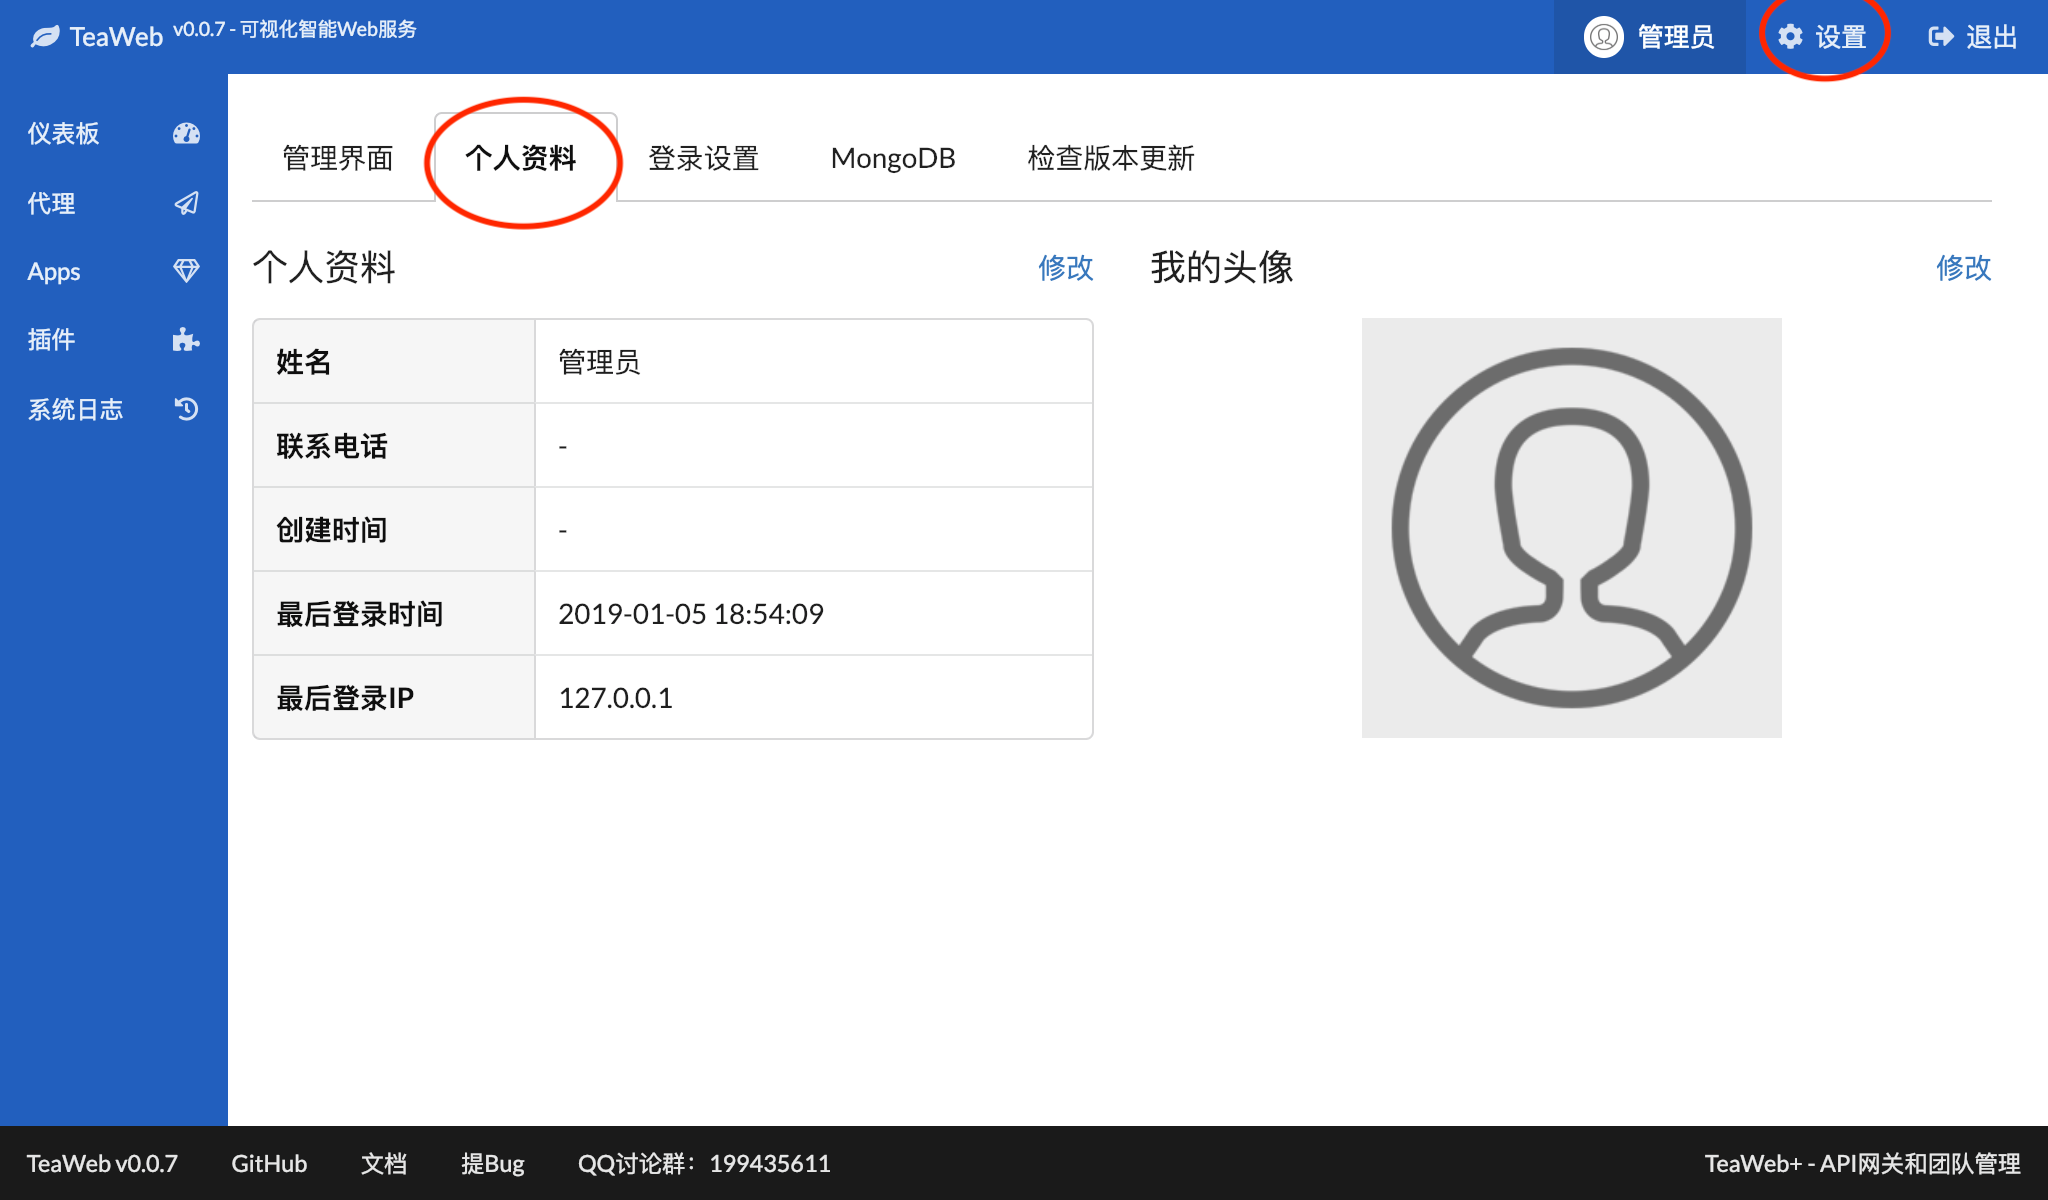 TeaWeb v0.0.7 - 可视化智能Web服务
管理员 设置 退出
仪表板
代理
Apps
插件
系统日志
管理界面 个人资料 登录设置 MongoDB 检查版本更新
个人资料 修改
姓名 管理员
联系电话 -
创建时间 -
最后登录时间 2019-01-05 18:54:09
最后登录IP 127.0.0.1
我的头像 修改
TeaWeb v0.0.7 GitHub 文档 提Bug QQ讨论群：199435611 TeaWeb+ - API网关和团队管理